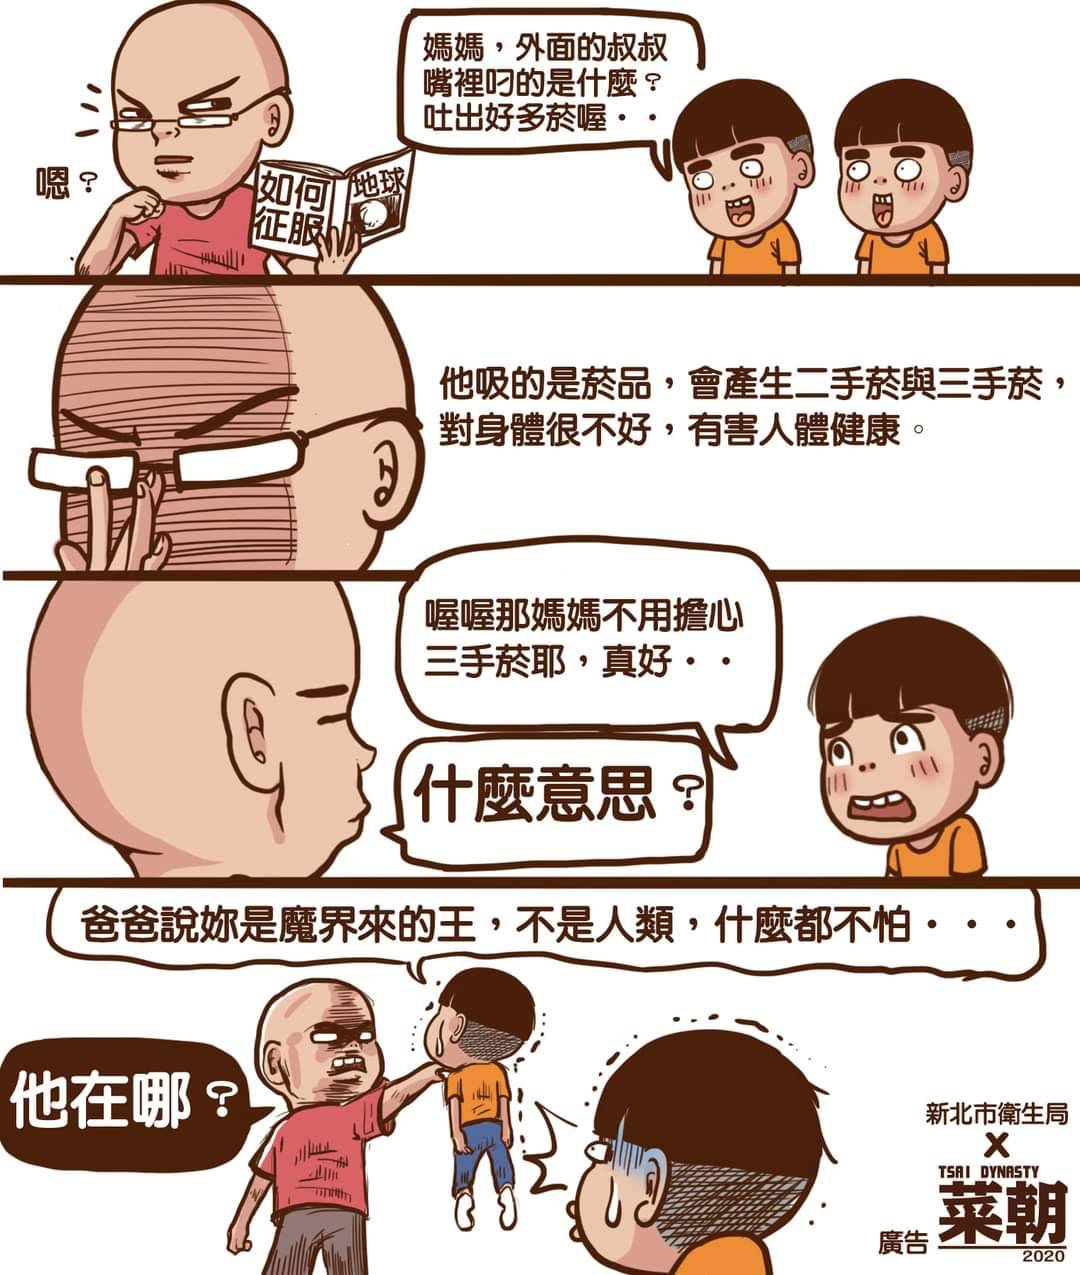 媽媽，外面的叔叔
嘴裡叼的是什麼？
吐出好多菸喔··
嗯？
如何
征服
地球
他吸的是菸品，會產生二手菸與三手菸，
對身體很不好，有害人體健康。
喔喔那媽媽不用擔心
三手菸耶，真好··
什麼意思？
爸爸說妳是魔界來的王，不是人類，什麼都不怕···
他在哪？
新北市衛生局
X
TSAI DYNASTY
菜朝
廣告
2020